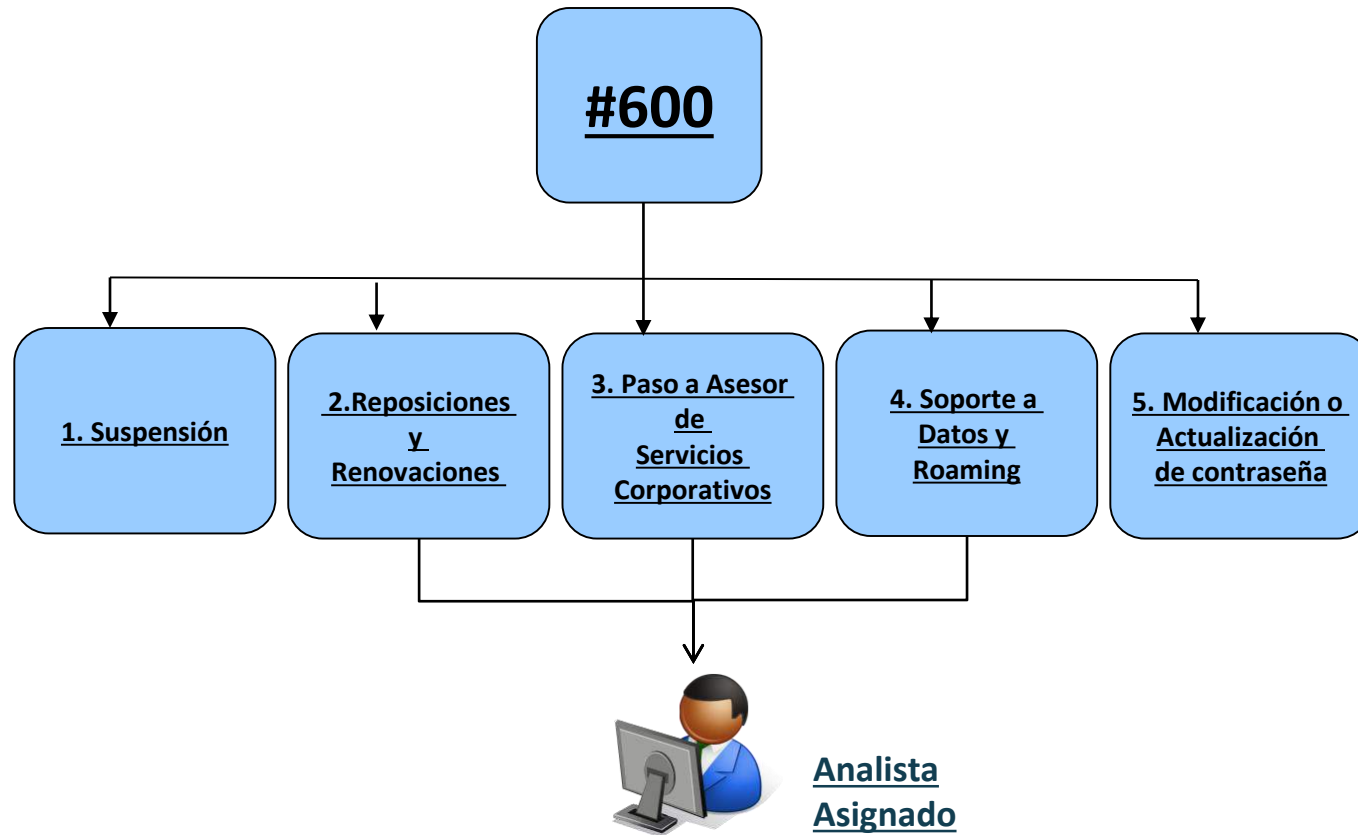 #600
1. Suspensión
2.Reposiciones
y
Renovaciones
3. Paso a Asesor
de
Servicios
Corporativos
4. Soporte a
Datos y
Roaming
5. Modificación o
Actualización
de contraseña
Analista
Asignado